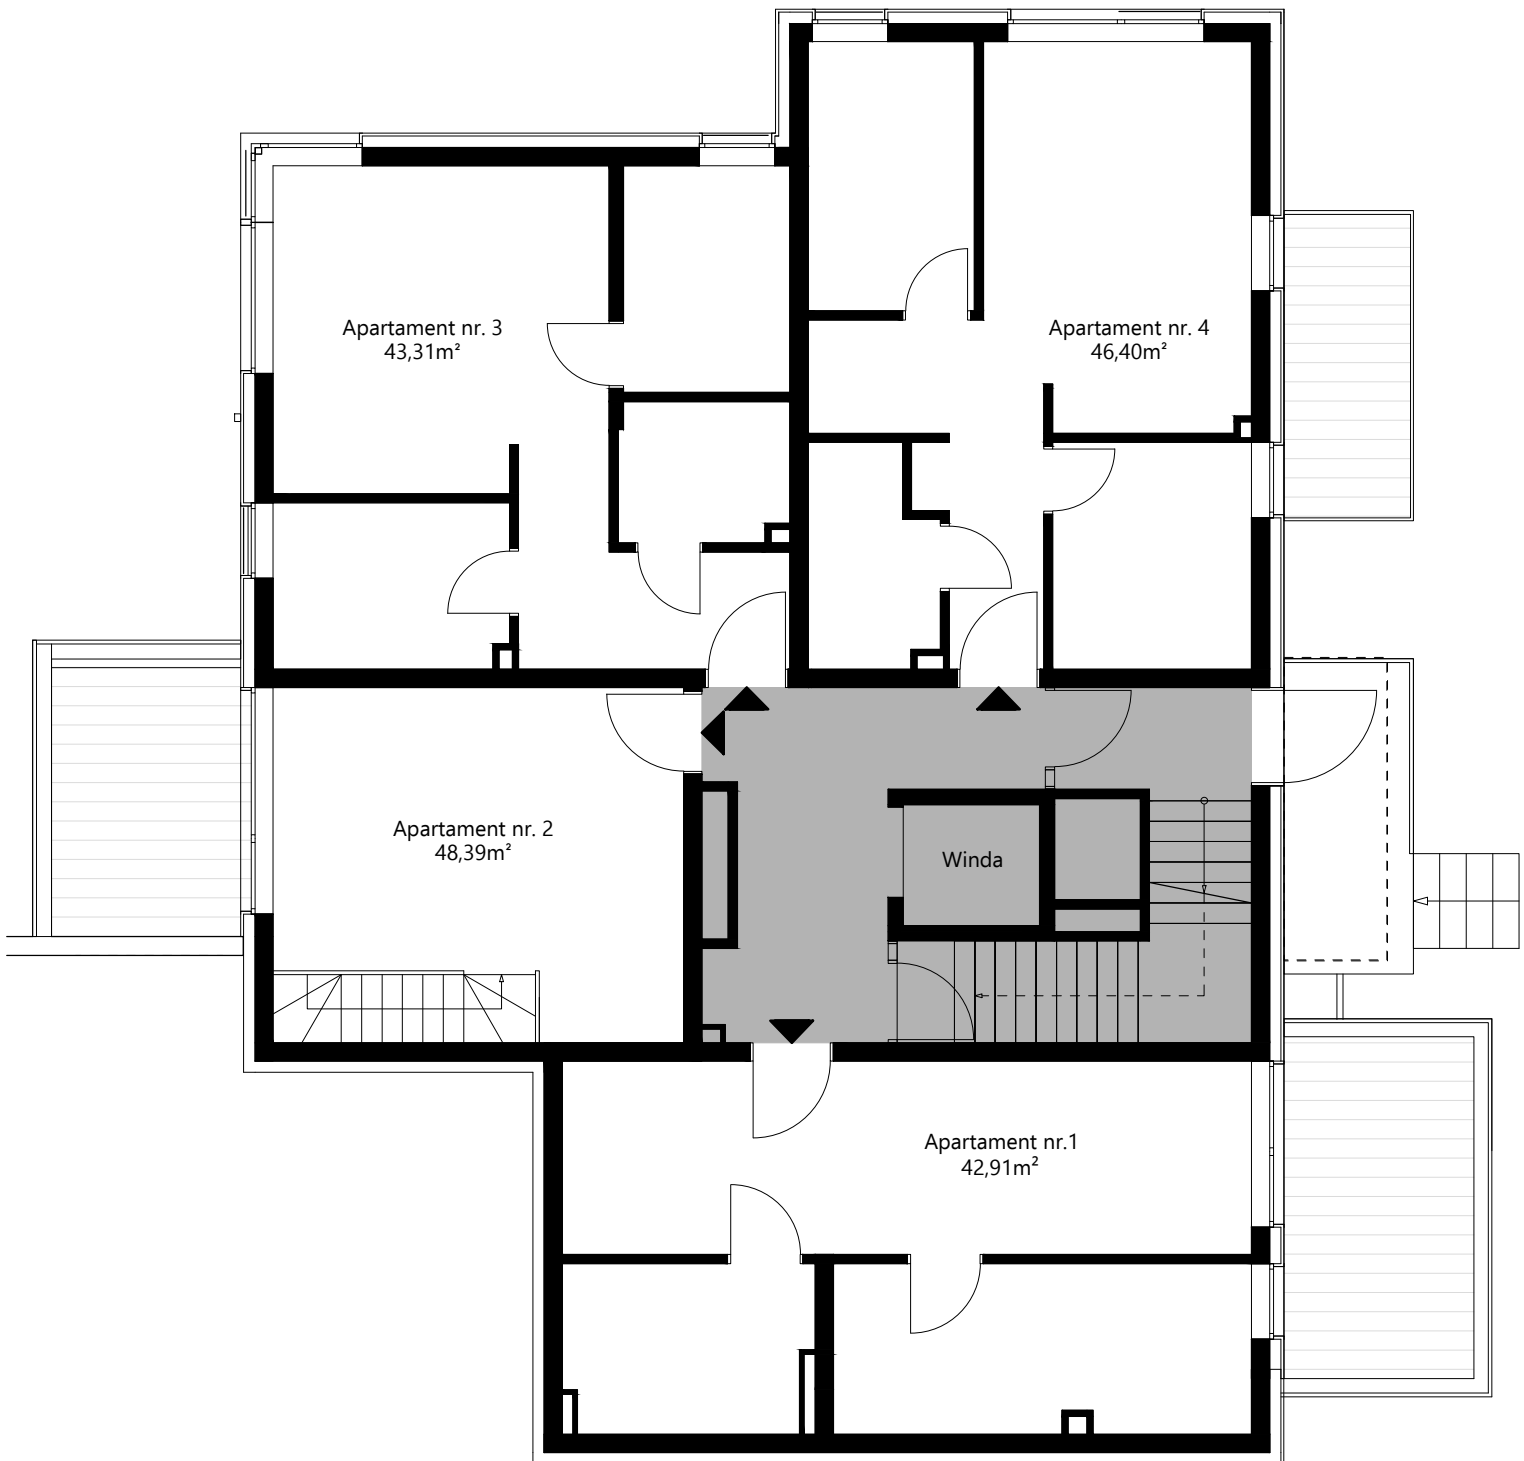 Apartament nr. 3
43,31m²
Apartament nr. 4
46,40m²
Apartament nr. 2
48,39m²
Winda
Apartament nr.1
42,91m²